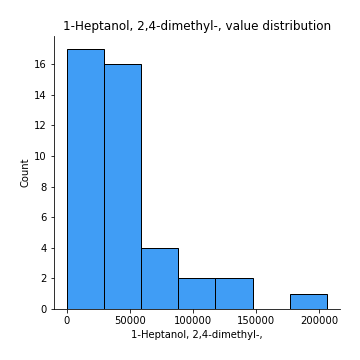 1-Heptanol, 2,4-dimethyl-, value distribution
16
14
12
10
8
6
4
2
0
Count
0 50000 100000 150000 200000
1-Heptanol, 2,4-dimethyl-,